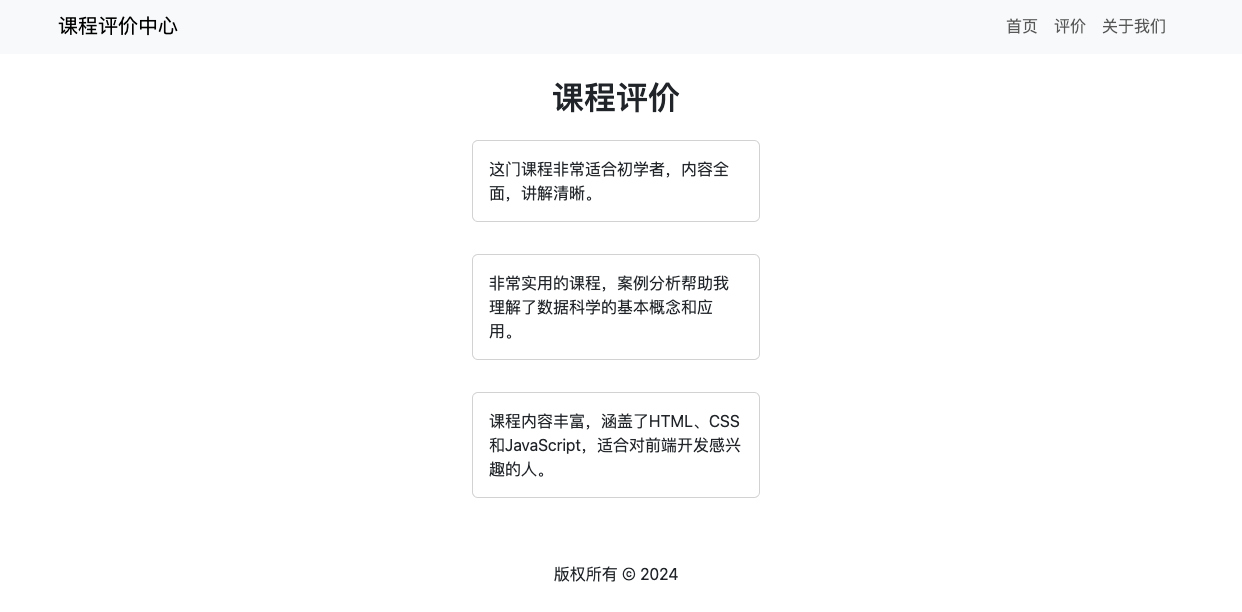 课程评价中心
首页 评价 关于我们
课程评价
这门课程非常适合初学者，内容全
面，讲解清晰。
非常实用的课程，案例分析帮助我
理解了数据科学的基本概念和应
用。
课程内容丰富，涵盖了HTML、CSS
和JavaScript，适合对前端开发感兴
趣的人。
版权所有 © 2024